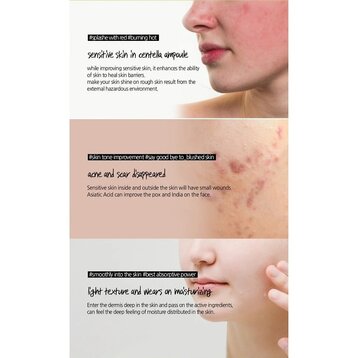 #splashe with red #burning hot
sensitive skin in centella ampoule
while improving sensitive skin, it enhances the ability
of skin to heal skin barriers.
make your skin shine on rough skin result from the
external hazardous environment.
#skin tone improvement #say good bye to_blushed skin
acne and scar disappeared
Sensitive skin inside and outside the skin will have small wounds
Asiatic Acid can improve the pox and India on the face.
#smoothly into the skin #best absorptive power
light texture and wears on moisturizing.
Enter the dermis deep in the skin and pass on the active ingredients,
can feel the deep feeling of moisture distributed in the skin.